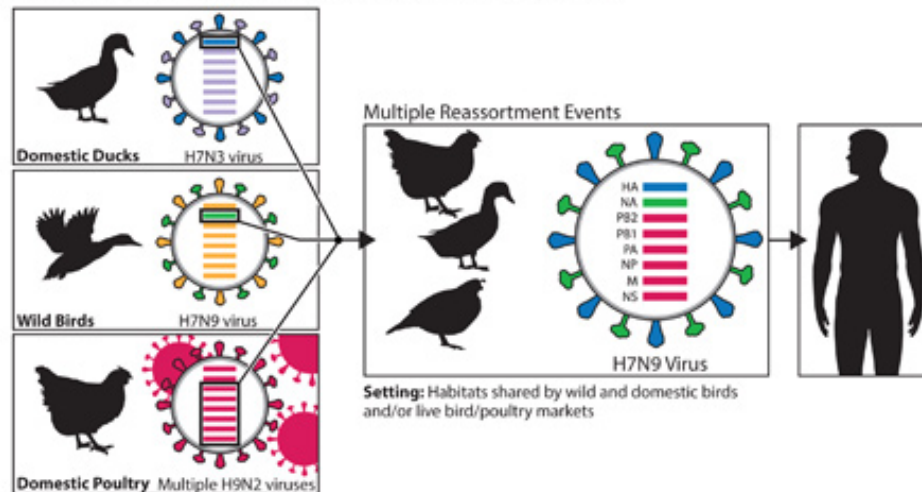 Domestic Ducks
H7N3 virus
Wild Birds
H7N9 virus
Domestic Poultry
Multiple H9N2 viruses
Multiple Reassortment Events
HA
NA
PB2
PB1
PA
NP
M
NS
H7N9 Virus
Setting: Habitats shared by wild and domestic birds
and/or live bird/poultry markets